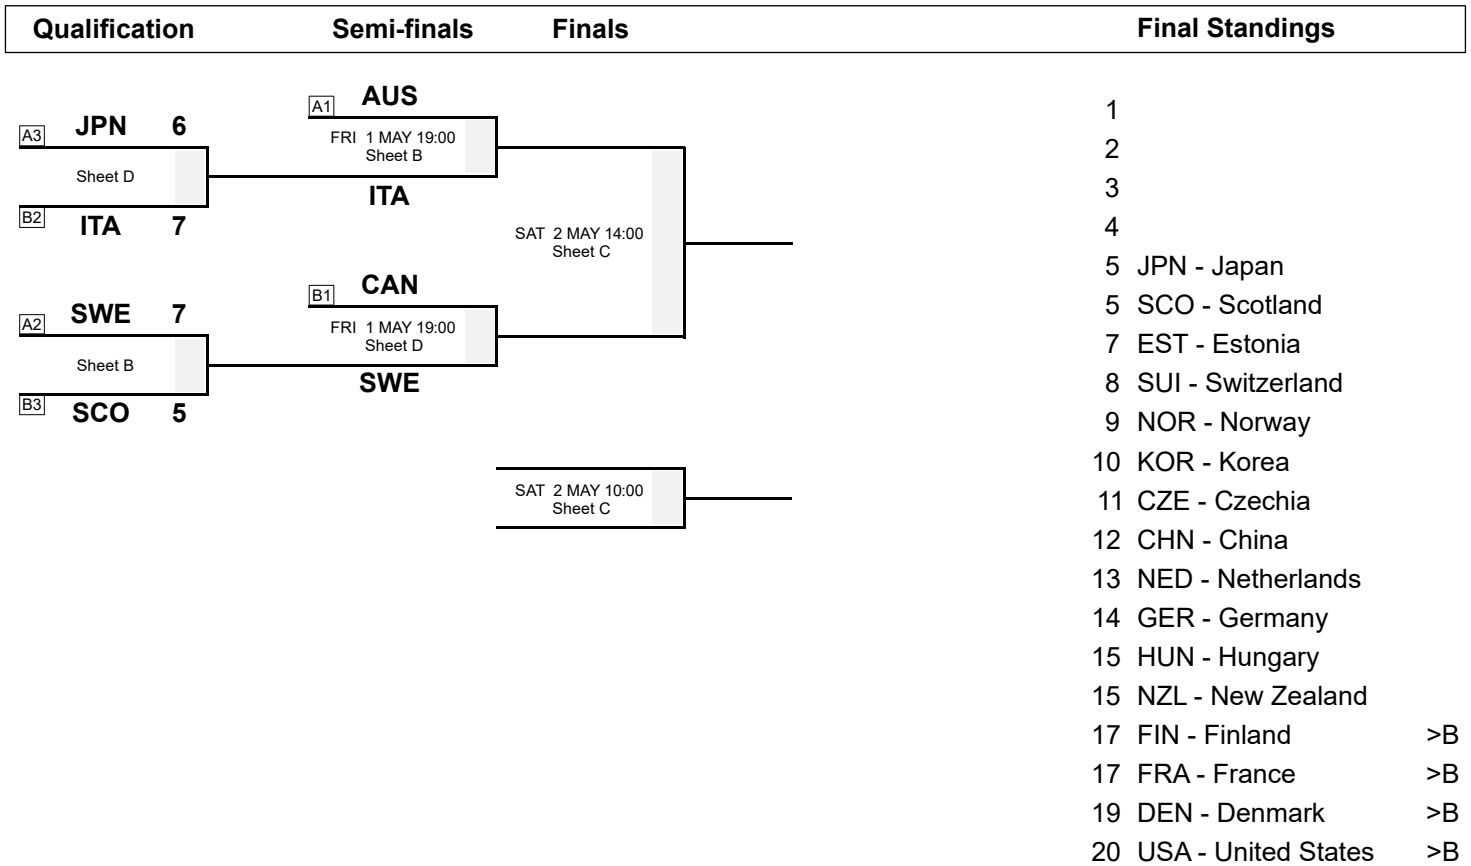 Qualification Semi-finals Finals Final Standings
A3 JPN 6
Sheet D
B2 ITA 7
A2 SWE 7
Sheet B
B3 SCO 5
A1 AUS
FRI 1 MAY 19:00
Sheet B
ITA
B1 CAN
FRI 1 MAY 19:00
Sheet D
SWE
SAT 2 MAY 14:00
Sheet C
SAT 2 MAY 10:00
Sheet C
1
2
3
4
5 JPN - Japan
5 SCO - Scotland
7 EST - Estonia
8 SUI - Switzerland
9 NOR - Norway
10 KOR - Korea
11 CZE - Czechia
12 CHN - China
13 NED - Netherlands
14 GER - Germany
15 HUN - Hungary
15 NZL - New Zealand
17 FIN - Finland >B
17 FRA - France >B
19 DEN - Denmark >B
20 USA - United States >B